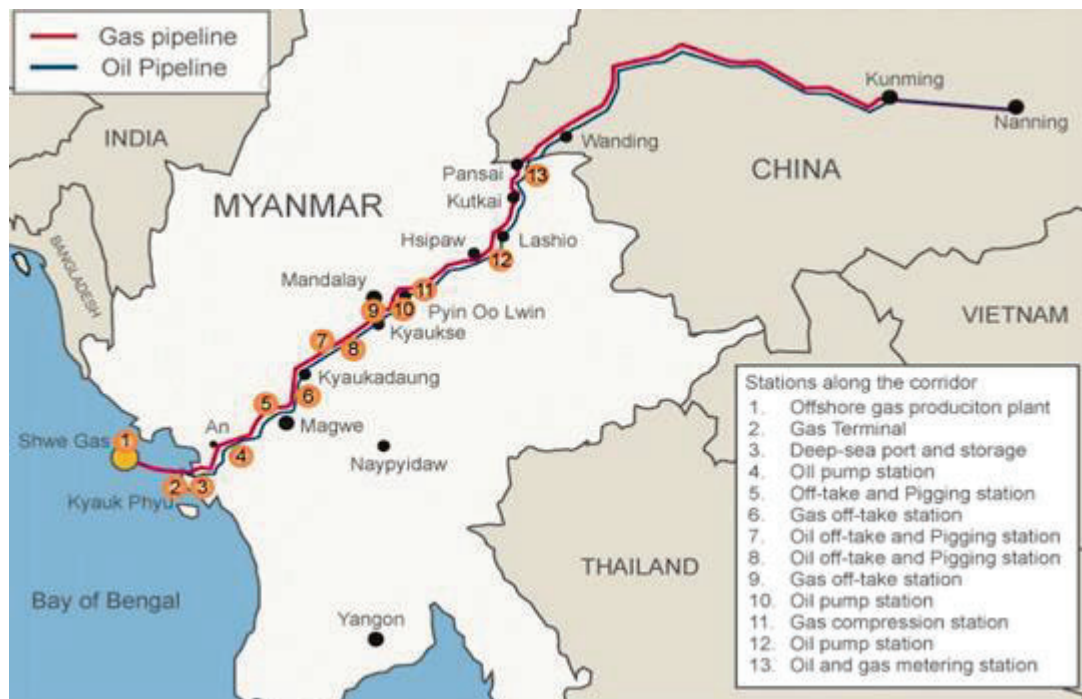 Gas pipeline
Oil Pipeline
INDIA
BANGLADESH
MYANMAR
CHINA
VIETNAM
THAILAND
Kunming
Nanning
Wanding
Pansai
13
Kutkai
Lashio
Hsipaw
12
Mandalay
11
9
10
Pyin Oo Lwin
Kyaukse
7
8
Kyaukadaung
5
6
An
Magwe
4
Naypyidaw
1
Shwe Gas
2
3
Kyauk Phyu
Bay of Bengal
Yangon
Stations along the corridor
1. Offshore gas produciton plant
2. Gas Terminal
3. Deep-sea port and storage
4. Oil pump station
5. Off-take and Pigging station
6. Gas off-take station
7. Oil off-take and Pigging station
8. Oil off-take and Pigging station
9. Gas off-take station
10. Oil pump station
11. Gas compression station
12. Oil pump station
13. Oil and gas metering station